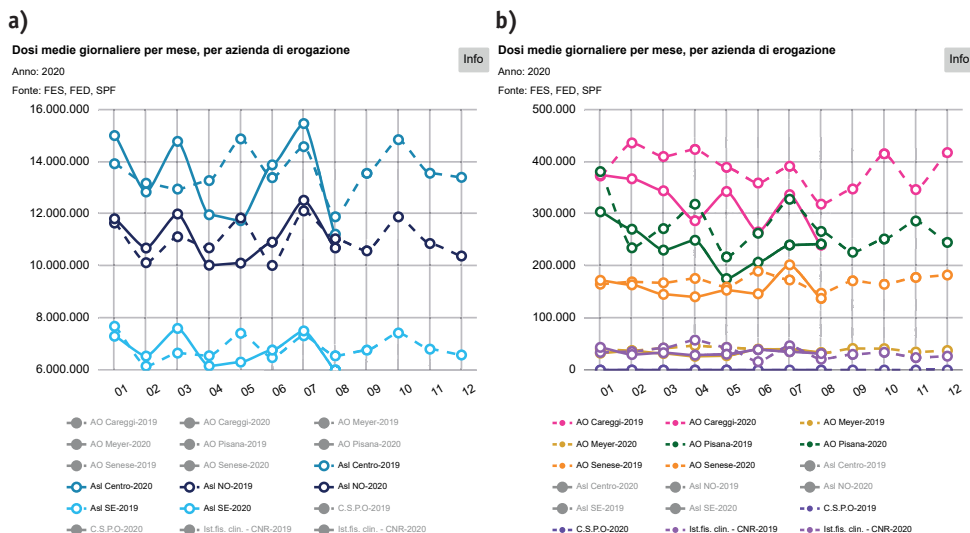 a)
Dosi medie giornaliere per mese, per azienda di erogazione
Info
Anno: 2020
Fonte: FES, FED, SPF
16.000.000
14.000.000
12.000.000
10.000.000
8.000.000
6.000.000
01 02 03 04 05 06 07 08 09 10 11 12
AO Careggi-2019 AO Careggi-2020 AO Meyer-2019
AO Meyer-2020 AO Pisana-2019 AO Pisana-2020
AO Senese-2019 AO Senese-2020 Asl Centro-2019
Asl Centro-2020 Asl NO-2019 Asl NO-2020
Asl SE-2019 Asl SE-2020 C.S.P.O-2019
C.S.P.O-2020 Ist.fis. clin. - CNR-2019 Ist.fis. clin. - CNR-2020
b)
Dosi medie giornaliere per mese, per azienda di erogazione
Info
Anno: 2020
Fonte: FES, FED, SPF
500.000
400.000
300.000
200.000
100.000
0
01 02 03 04 05 06 07 08 09 10 11 12
AO Careggi-2019 AO Careggi-2020 AO Meyer-2019
AO Meyer-2020 AO Pisana-2019 AO Pisana-2020
AO Senese-2019 AO Senese-2020 Asl Centro-2019
Asl Centro-2020 Asl NO-2019 Asl NO-2020
Asl SE-2019 Asl SE-2020 C.S.P.O-2019
C.S.P.O-2020 Ist.fis. clin. - CNR-2019 Ist.fis. clin. - CNR-2020